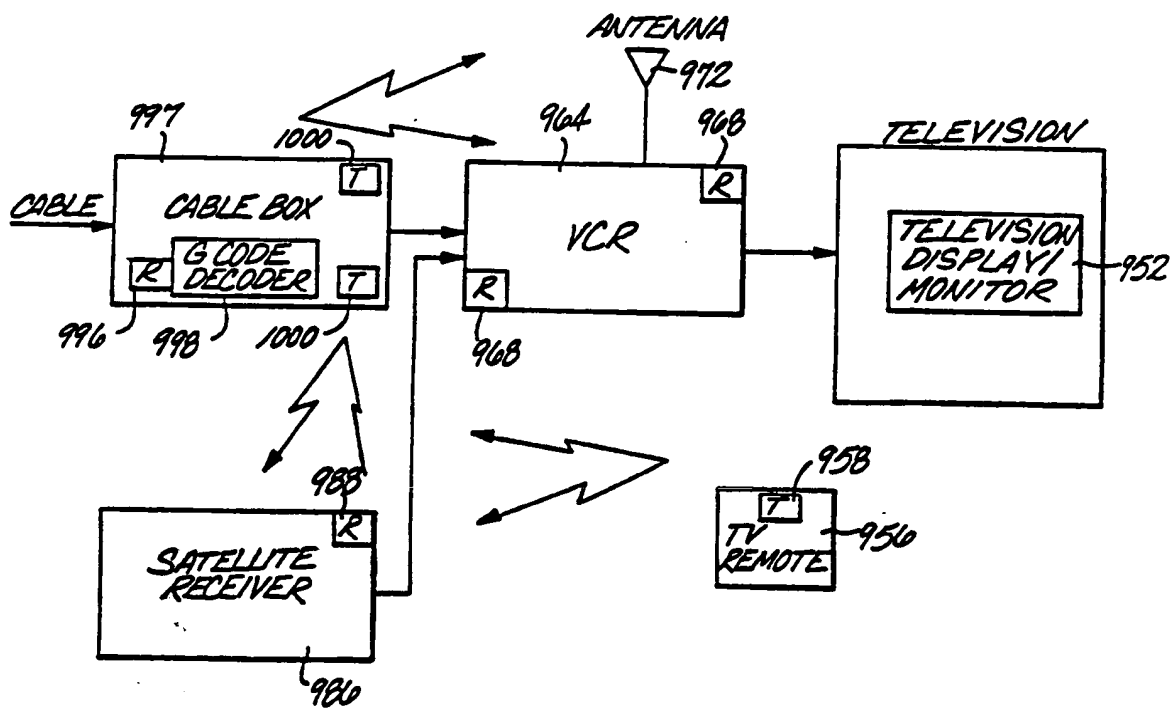 ANTENNA
972
997
1000
T
964
968
R
TELEVISION
CABLE
CABLE BOX
VCR
TELEVISION
DISPLAY/
MONITOR
952
R
G CODE
DECODER
T
R
996
998
1000
968
988
R
958
T
TV
REMOTE
956
SATELLITE
RECEIVER
986